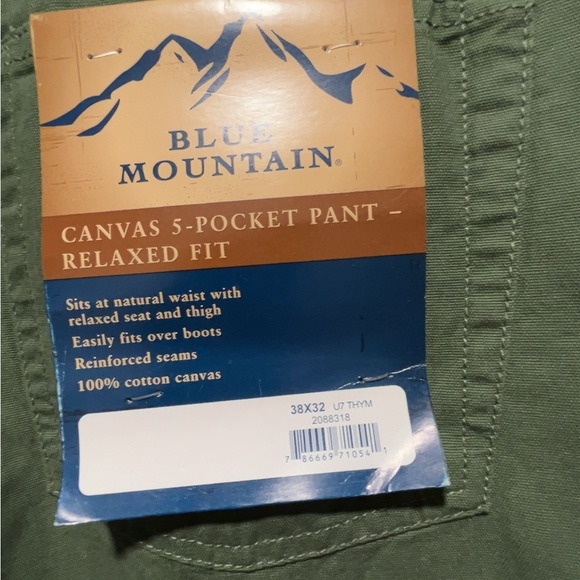 BLUE
MOUNTAIN®
CANVAS 5-POCKET PANT –
RELAXED FIT
Sits at natural waist with
relaxed seat and thigh
Easily fits over boots
Reinforced seams
100% cotton canvas
38X32 U7 THYM
2088318
7 86669 71054 1